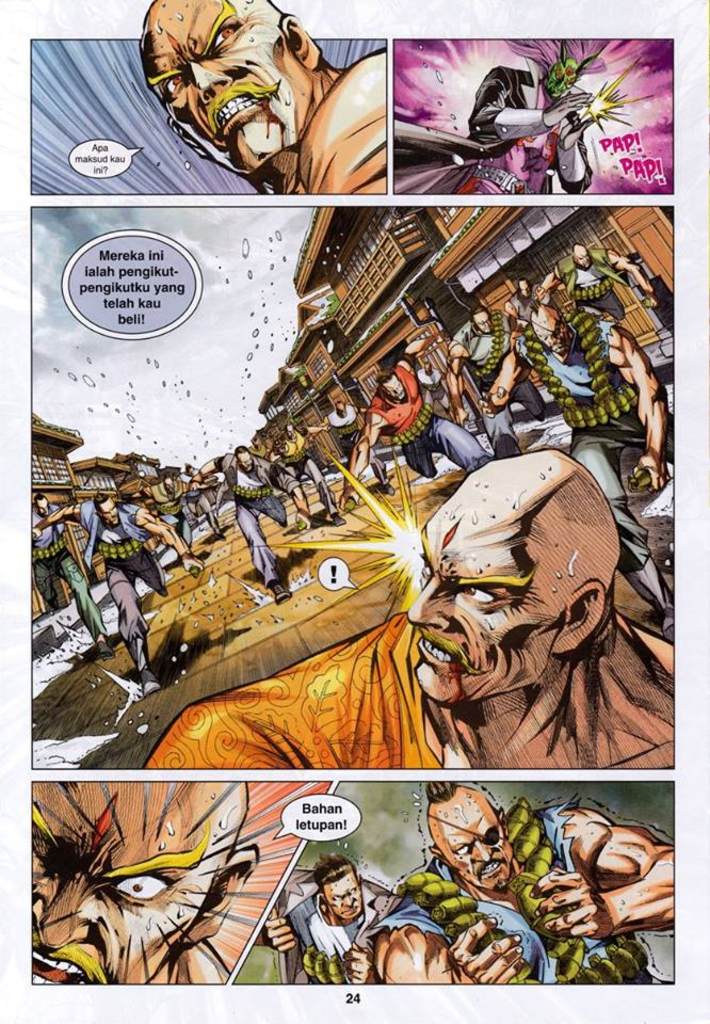 Apa
maksud kau
ini?
PAP!
PAP!
Mereka ini
ialah pengikut-
pengikutku yang
telah kau
beli!
!
Bahan
letupan!
24